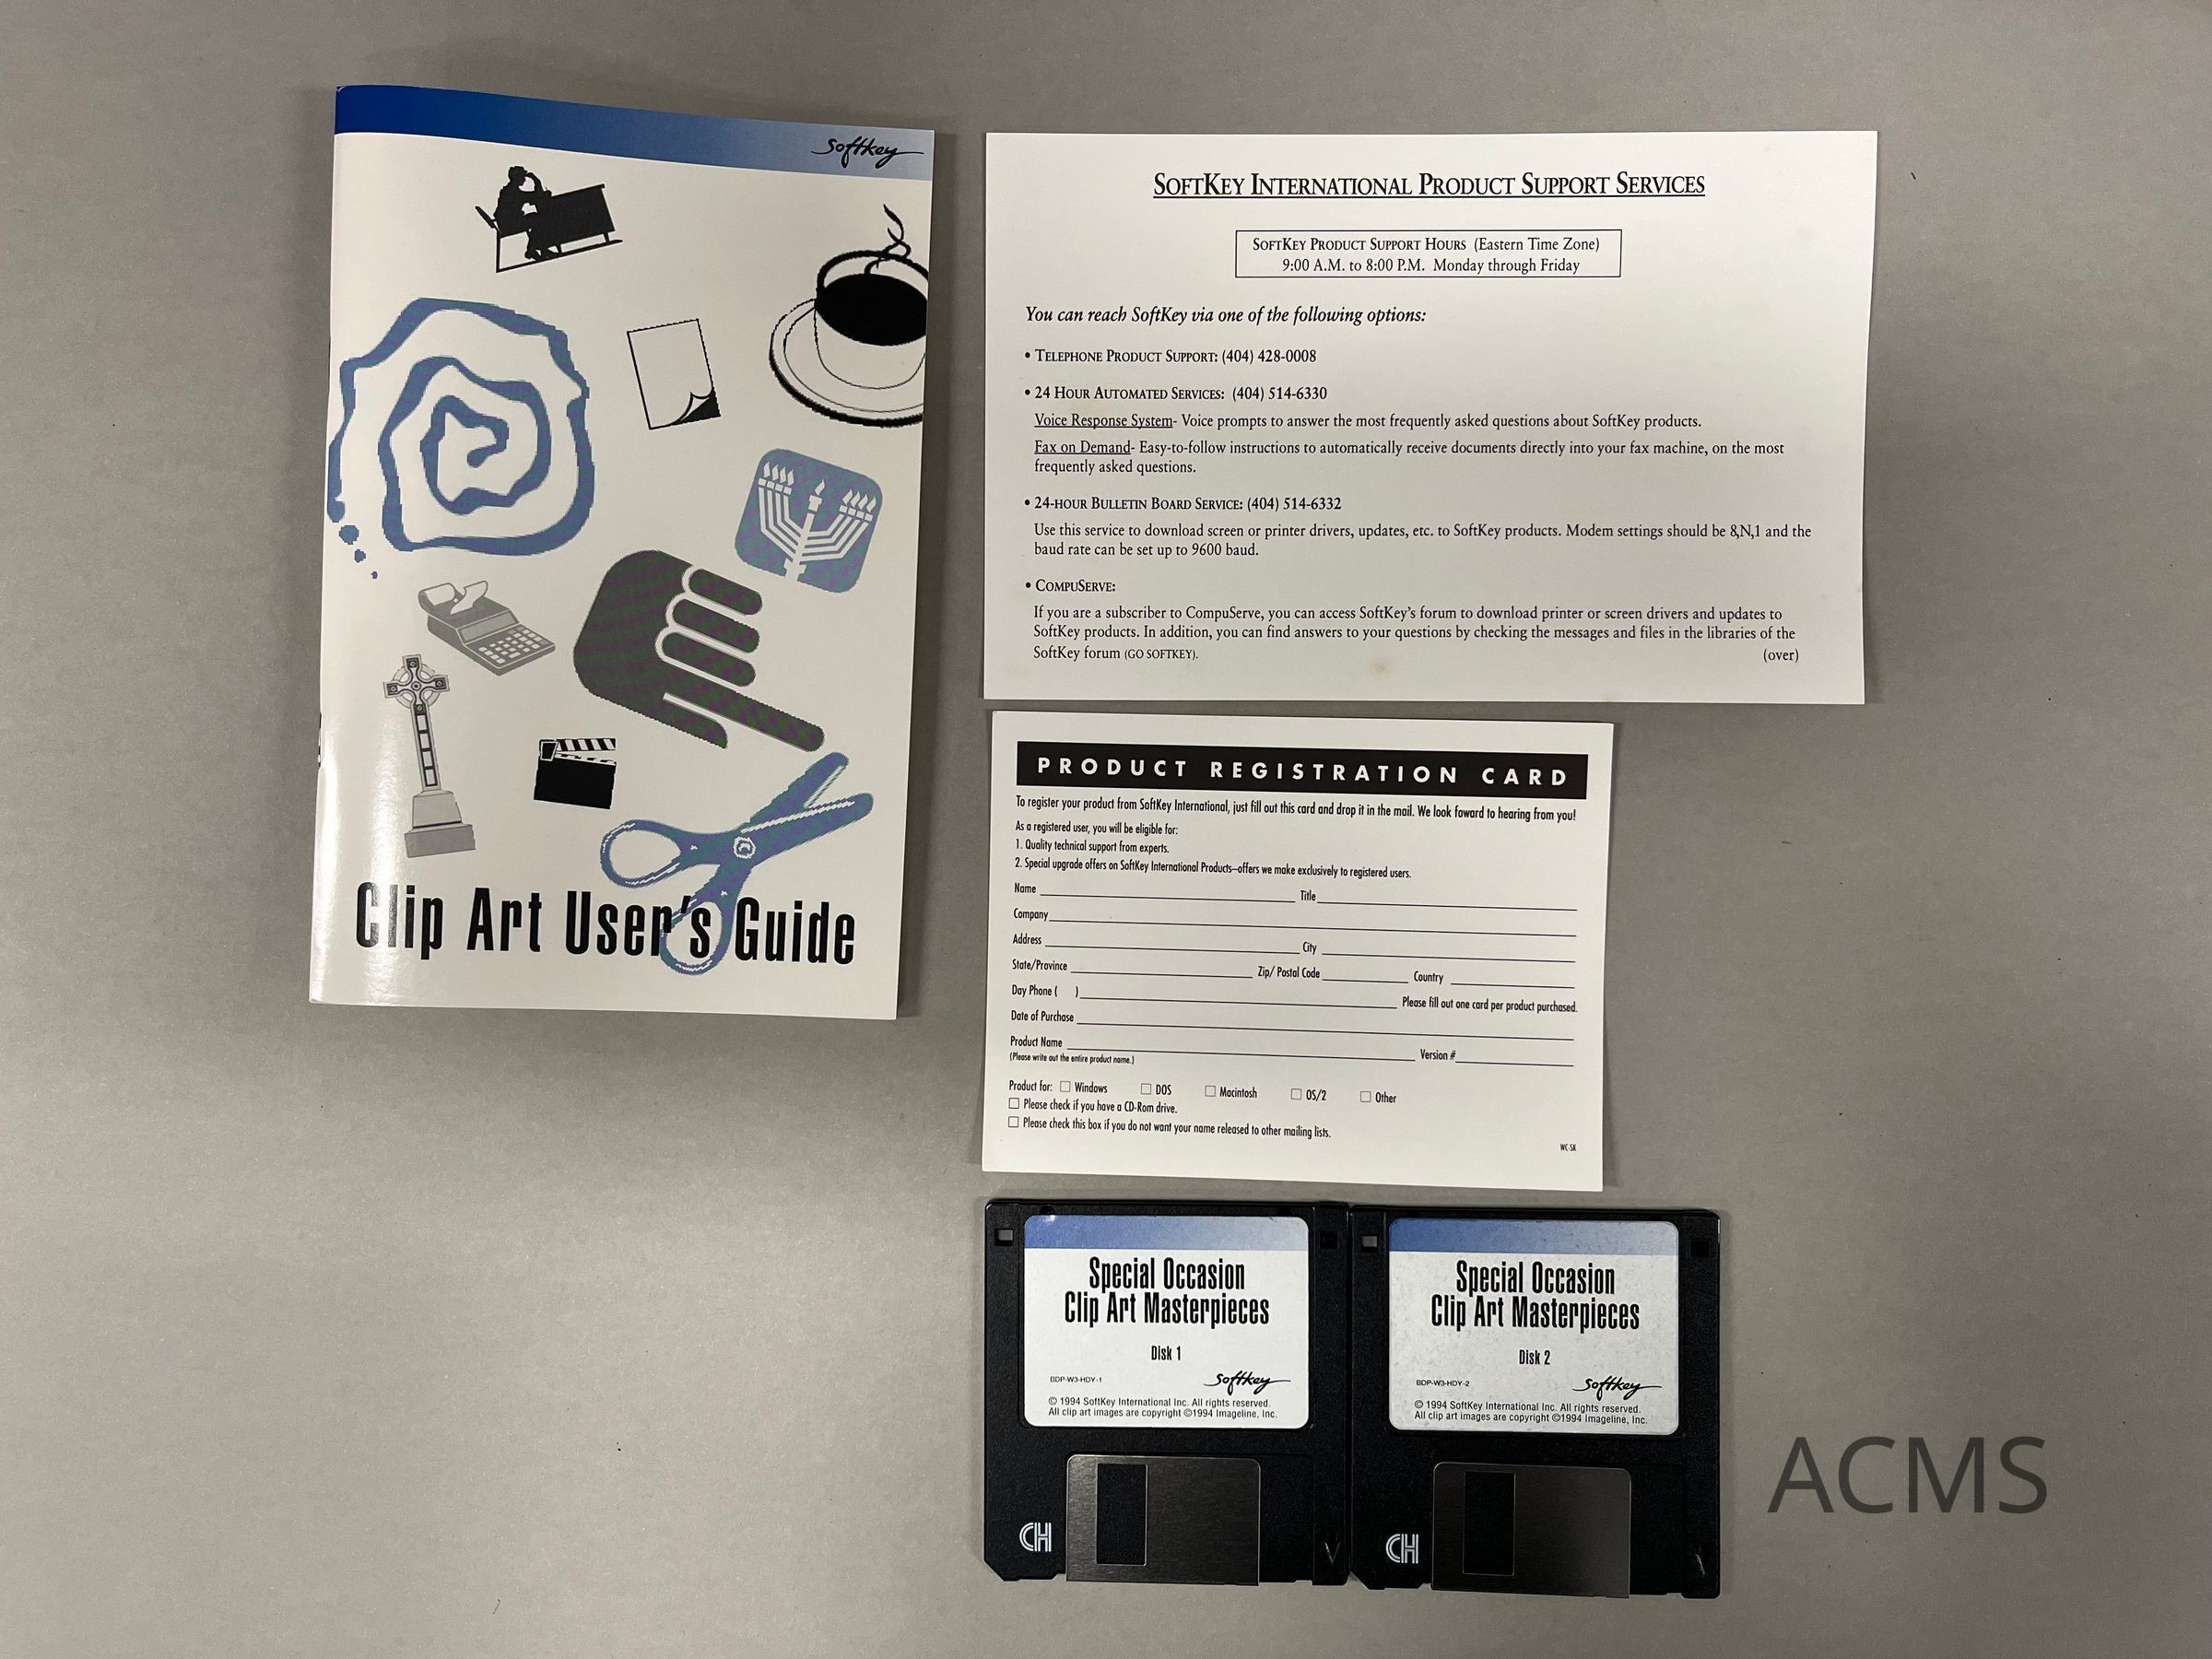 Softkey
Clip Art User's Guide
SOFTKEY INTERNATIONAL PRODUCT SUPPORT SERVICES
SOFTKEY PRODUCT SUPPORT HOURS (Eastern Time Zone)
9:00 A.M. to 8:00 P.M. Monday through Friday
You can reach SoftKey via one of the following options:
• TELEPHONE PRODUCT SUPPORT: (404) 428-0008
• 24 HOUR AUTOMATED SERVICES: (404) 514-6330
Voice Response System- Voice prompts to answer the most frequently asked questions about SoftKey products.
Fax on Demand- Easy-to-follow instructions to automatically receive documents directly into your fax machine, on the most
frequently asked questions.
• 24-HOUR BULLETIN BOARD SERVICE: (404) 514-6332
Use this service to download screen or printer drivers, updates, etc. to SoftKey products. Modem settings should be 8,N,1 and the
baud rate can be set up to 9600 baud.
• COMPUSERVE:
If you are a subscriber to CompuServe, you can access SoftKey's forum to download printer or screen drivers and updates to
SoftKey products. In addition, you can find answers to your questions by checking the messages and files in the libraries of the
SoftKey forum (GO SOFTKEY).
(over)
PRODUCT REGISTRATION CARD
To register your product from SoftKey International, just fill out this card and drop it in the mail. We look foward to hearing from you!
As a registered user, you will be eligible for:
1. Quality technical support from experts.
2. Special upgrade offers on SoftKey International Products–offers we make exclusively to registered users.
Name Title
Company
Address City
State/Province Zip/ Postal Code Country
Day Phone ( ) Please fill out one card per product purchased.
Date of Purchase
Product Name Version #
(Please write out the entire product name.)
Product for: Windows DOS Macintosh OS/2 Other
Please check if you have a CD-Rom drive.
Please check this box if you do not want your name released to other mailing lists.
WC-SK
Special Occasion
Clip Art Masterpieces
Disk 1
BDP-W3-HDY-1
Softkey
© 1994 SoftKey International Inc. All rights reserved.
All clip art images are copyright ©1994 Imageline, Inc.
CH
Special Occasion
Clip Art Masterpieces
Disk 2
BDP-W3-HDY-2
Softkey
© 1994 SoftKey International Inc. All rights reserved.
All clip art images are copyright ©1994 Imageline, Inc.
CH
ACMS